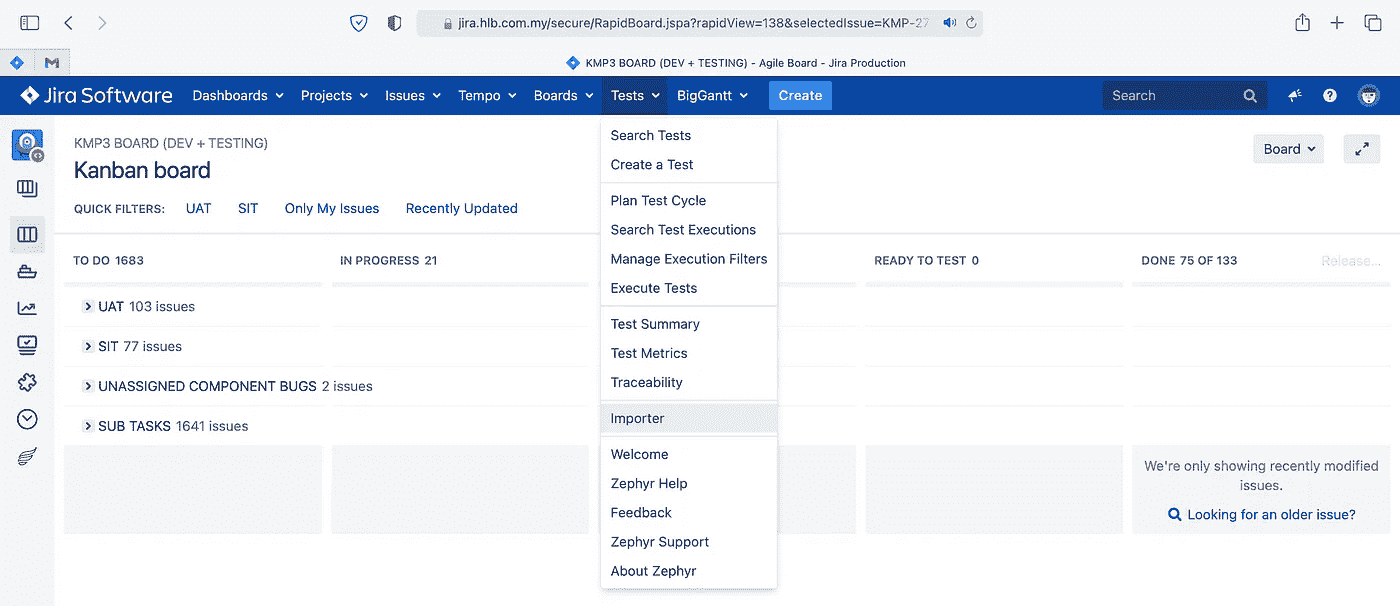 jira.hlb.com.my/secure/RapidBoard.jspa?rapidView=138&selectedIssue=KMP-27
KMP3 BOARD (DEV + TESTING) - Agile Board - Jira Production
Jira Software Dashboards Projects Issues Tempo Boards Tests BigGantt Create Search
KMP3 BOARD (DEV + TESTING)
Kanban board
Board
QUICK FILTERS: UAT SIT Only My Issues Recently Updated
TO DO 1683 IN PROGRESS 21 READY TO TEST 0 DONE 75 OF 133 Release...
UAT 103 issues
SIT 77 issues
UNASSIGNED COMPONENT BUGS 2 issues
SUB TASKS 1641 issues
Search Tests
Create a Test
Plan Test Cycle
Search Test Executions
Manage Execution Filters
Execute Tests
Test Summary
Test Metrics
Traceability
Importer
Welcome
Zephyr Help
Feedback
Zephyr Support
About Zephyr
We're only showing recently modified
issues.
Looking for an older issue?